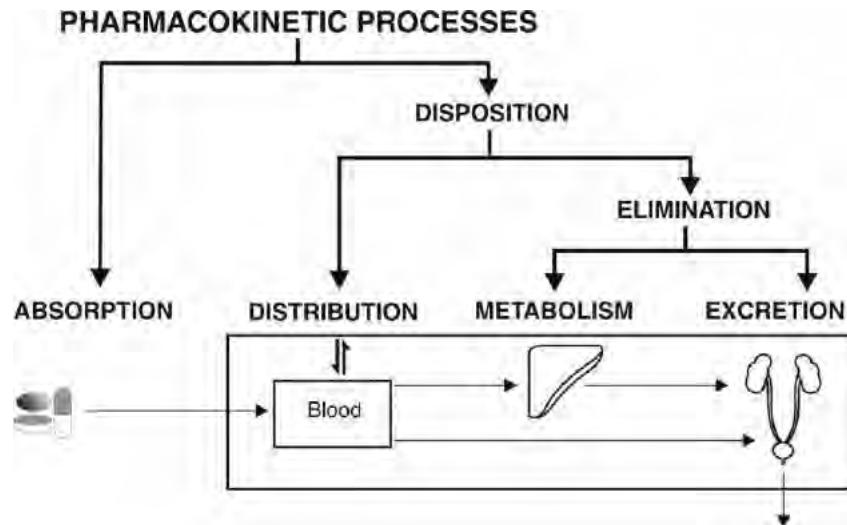 PHARMACOKINETIC PROCESSES
DISPOSITION
ELIMINATION
ABSORPTION DISTRIBUTION METABOLISM EXCRETION
Blood